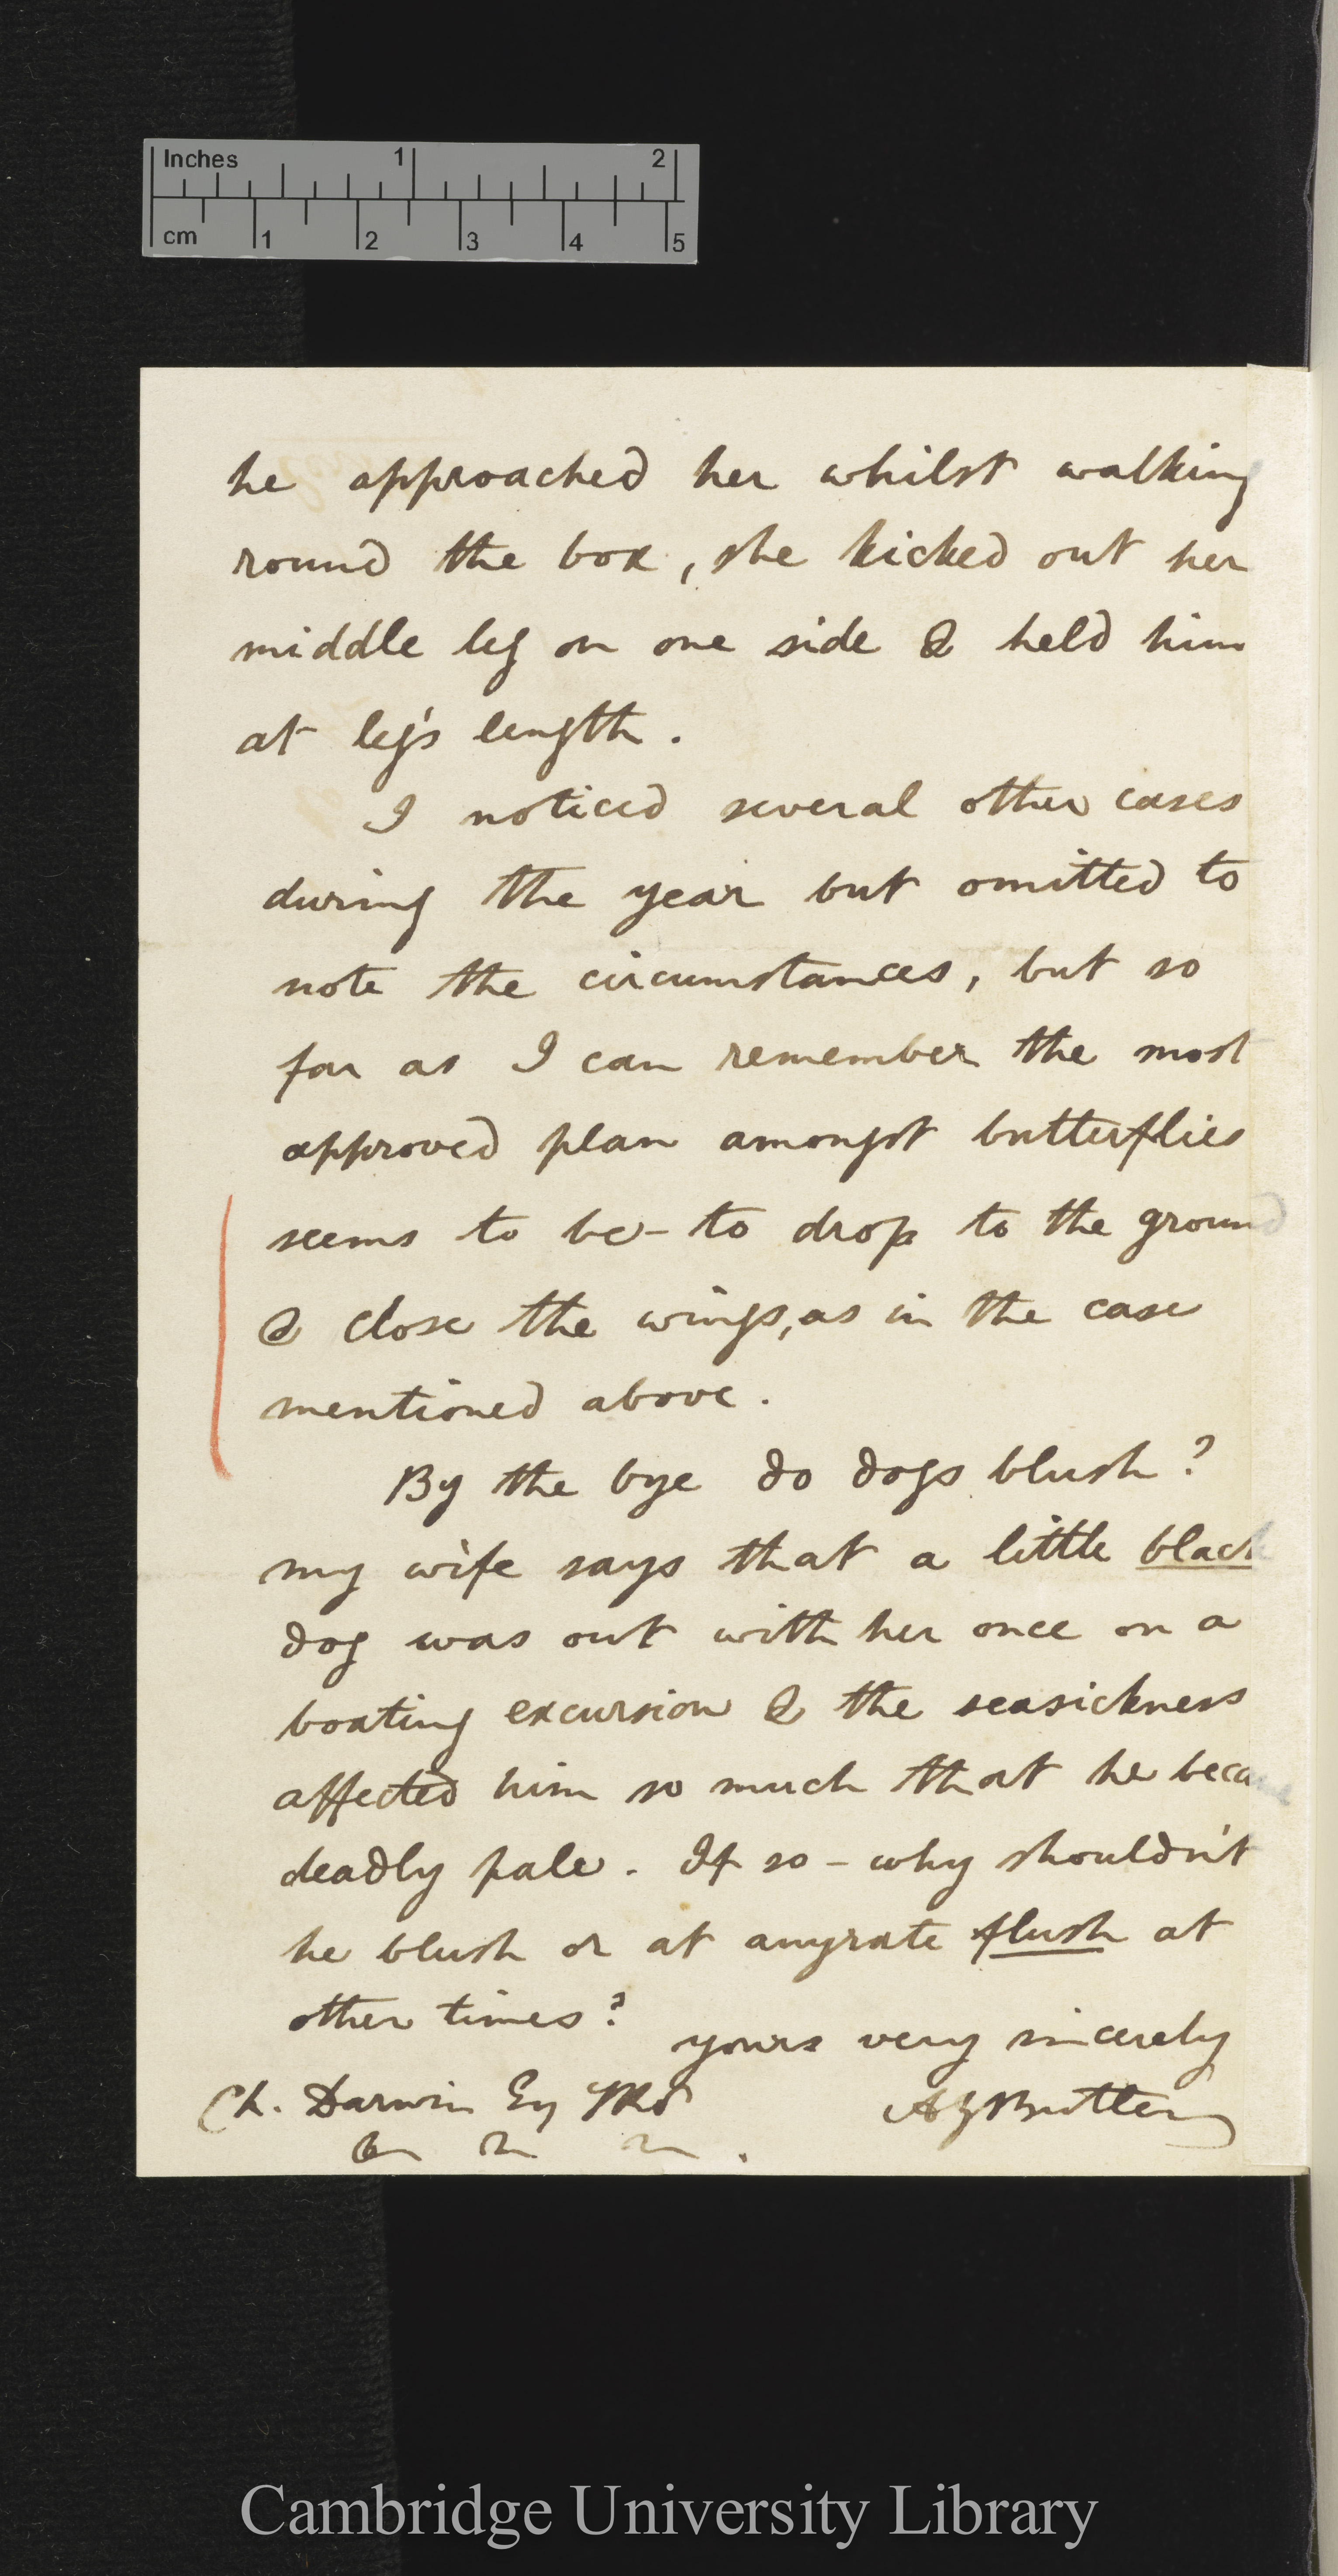 Inches 1 2
cm 1 2 3 4 5
he approached her whilst walking
round the box, she kicked out her
middle leg on one side & held him
at leg's length.
I noticed several other cases
during the year but omitted to
note the circumstances, but so
far as I can remember the most
approved plan amongst butterflies
seems to be – to drop to the ground
& close the wings, as in the case
mentioned above.
By the bye do dogs blush?
my wife says that a little black
dog was out with her once on a
boating excursion & the seasickness
affected him so much that he became
deadly pale. If so – why shouldn't
he blush or at anyrate flush at
other times?
yours very sincerely
Ch. Darwin Esq
AGButler
Cambridge University Library